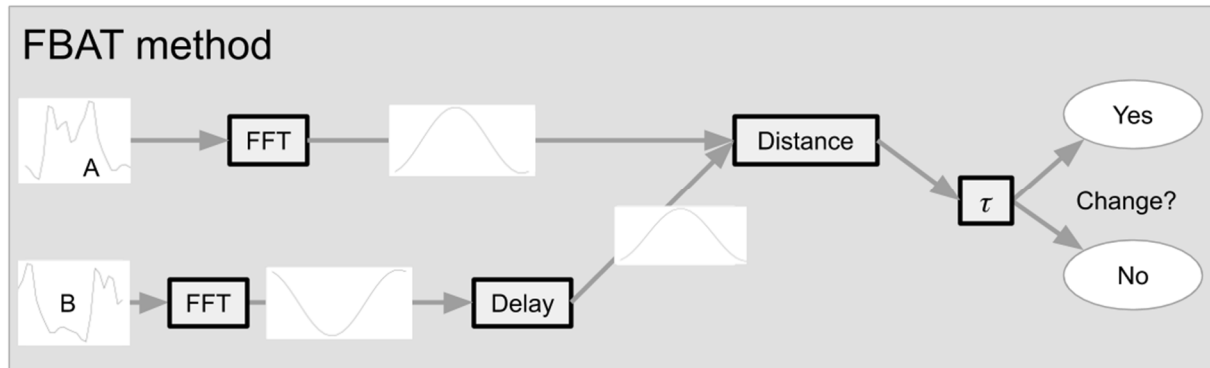 FBAT method
A
FFT
Distance
Yes
τ
Change?
B
FFT
Delay
No